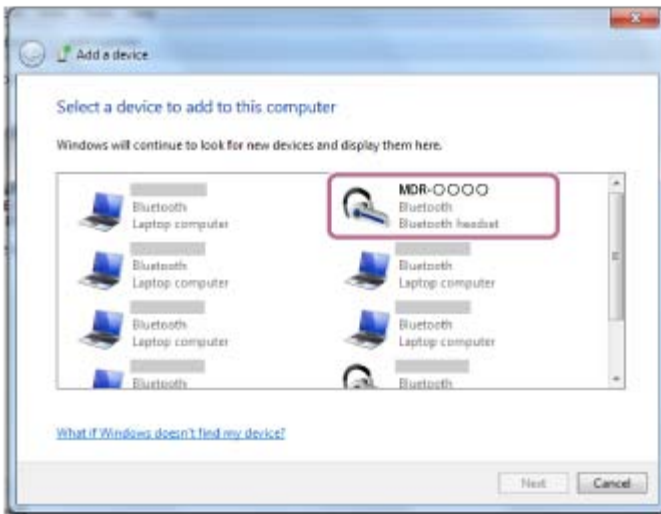 Add a device
Select a device to add to this computer
Windows will continue to look for new devices and display them here.
Bluetooth
Laptop computer
MDR-○○○○
Bluetooth
Bluetooth headset
Bluetooth
Laptop computer
Bluetooth
Laptop computer
Bluetooth
Laptop computer
Bluetooth
Laptop computer
Bluetooth
Bluetooth
What if Windows doesn't find my device?
Next
Cancel